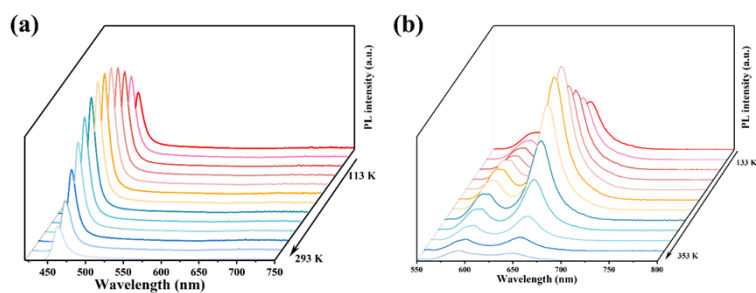 (a)
PL intensity (a.u.)
113 K
293 K
450 500 550 600 650 700 750
Wavelength (nm)
(b)
PL intensity (a.u.)
133 K
353 K
550 600 650 700 750 800
Wavelength (nm)